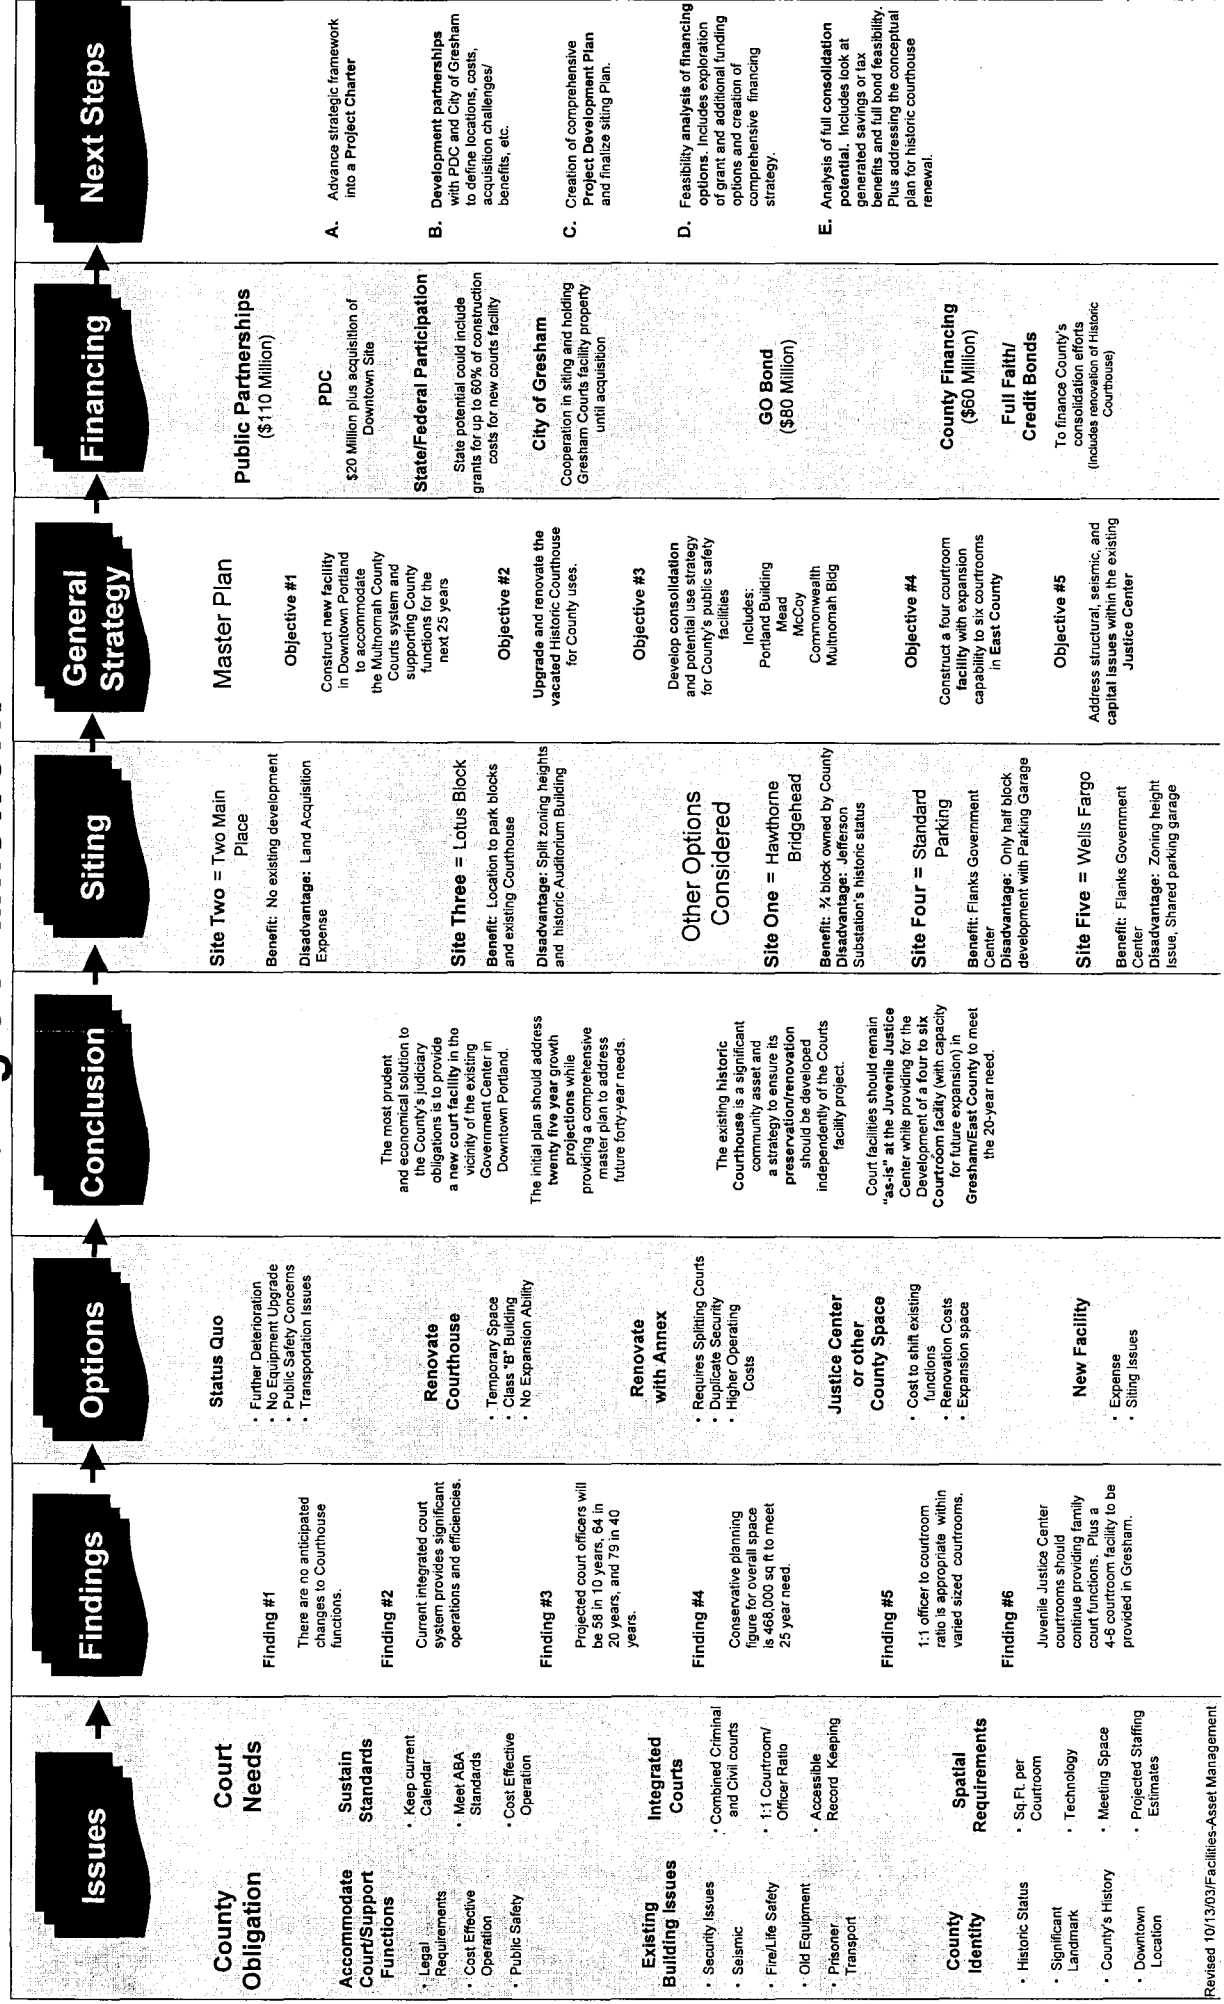 Issues
County
Obligation
Court
Needs
Accommodate
Court/Support
Functions
• Legal
Requirements
• Cost Effective
Operation
• Public Safety
Sustain
Standards
• Keep current
Calendar
• Meet ABA
Standards
• Cost Effective
Operation
Existing
Building Issues
• Security Issues
• Seismic
• Fire/Life Safety
• Old Equipment
• Prisoner
Transport
Integrated
Courts
• Combined Criminal
and Civil courts
• 1:1 Courtroom/
Officer Ratio
• Accessible
Record Keeping
County
Identity
• Historic Status
• Significant
Landmark
• County's History
• Downtown
Location
Spatial
Requirements
• Sq.Ft. per
Courtroom
• Technology
• Meeting Space
• Projected Staffing
Estimates
Revised 10/13/03/Facilities-Asset Management
Findings
Finding #1
There are no anticipated
changes to Courthouse
functions.
Finding #2
Current integrated court
system provides significant
operations and efficiencies.
Finding #3
Projected court officers will
be 58 in 10 years, 64 in
20 years, and 79 in 40
years.
Finding #4
Conservative planning
figure for overall space
is 468,000 sq ft to meet
25 year need.
Finding #5
1:1 officer to courtroom
ratio is appropriate within
varied sized courtrooms.
Finding #6
Juvenile Justice Center
courtrooms should
continue providing family
court functions. Plus a
4-6 courtroom facility to be
provided in Gresham.
Options
Status Quo
• Further Deterioration
• No Equipment Upgrade
• Public Safety Concerns
• Transportation Issues
Renovate
Courthouse
• Temporary Space
• Class "B" Building
• No Expansion Ability
Renovate
with Annex
• Requires Splitting Courts
• Duplicate Security
• Higher Operating
Costs
Justice Center
or other
County Space
• Cost to shift existing
functions
• Renovation Costs
• Expansion space
New Facility
• Expense
• Siting Issues
Conclusion
The most prudent
and economical solution to
the County's judiciary
obligations is to provide
a new court facility in the
vicinity of the existing
Government Center in
Downtown Portland.
The initial plan should address
twenty five year growth
projections while
providing a comprehensive
master plan to address
future forty-year needs.
The existing historic
Courthouse is a significant
community asset and
a strategy to ensure its
preservation/renovation
should be developed
independently of the Courts
facility project.
Court facilities should remain
"as-is" at the Juvenile Justice
Center while providing for the
Development of a four to six
Courtroom facility (with capacity
for future expansion) in
Gresham/East County to meet
the 20-year need.
Siting
Site Two = Two Main
Place
Benefit: No existing development
Disadvantage: Land Acquisition
Expense
Site Three = Lotus Block
Benefit: Location to park blocks
and existing Courthouse
Disadvantage: Split zoning heights
and historic Auditorium Building
Other Options
Considered
Site One = Hawthorne
Bridgehead
Benefit: ¾ block owned by County
Disadvantage: Jefferson
Substation's historic status
Site Four = Standard
Parking
Benefit: Flanks Government
Center
Disadvantage: Only half block
development with Parking Garage
Site Five = Wells Fargo
Benefit: Flanks Government
Center
Disadvantage: Zoning height
Issue, Shared parking garage
General
Strategy
Master Plan
Objective #1
Construct new facility
in Downtown Portland
to accommodate
the Multnomah County
Courts system and
supporting County
functions for the
next 25 years
Objective #2
Upgrade and renovate the
vacated Historic Courthouse
for County uses.
Objective #3
Develop consolidation
and potential use strategy
for County's public safety
facilities
Includes:
Portland Building
Mead
McCoy
Commonwealth
Multnomah Bldg
Objective #4
Construct a four courtroom
facility with expansion
capability to six courtrooms
in East County
Objective #5
Address structural, seismic, and
capital issues within the existing
Justice Center
Financing
Public Partnerships
($110 Million)
PDC
$20 Million plus acquisition of
Downtown Site
State/Federal Participation
State potential could include
grants for up to 60% of construction
costs for new courts facility
City of Gresham
Cooperation in siting and holding
Gresham Courts facility property
until acquisition
GO Bond
($80 Million)
County Financing
($60 Million)
Full Faith/
Credit Bonds
To finance County's
consolidation efforts
(Includes renovation of Historic
Courthouse)
Next Steps
A. Advance strategic framework
into a Project Charter
B. Development partnerships
with PDC and City of Gresham
to define locations, costs,
acquisition challenges/
benefits, etc.
C. Creation of comprehensive
Project Development Plan
and finalize siting Plan.
D. Feasibility analysis of financing
options. Includes exploration
of grant and additional funding
options and creation of
comprehensive financing
strategy.
E. Analysis of full consolidation
potential. Includes look at
generated savings or tax
benefits and full bond feasibility.
Plus addressing the conceptual
plan for historic courthouse
renewal.